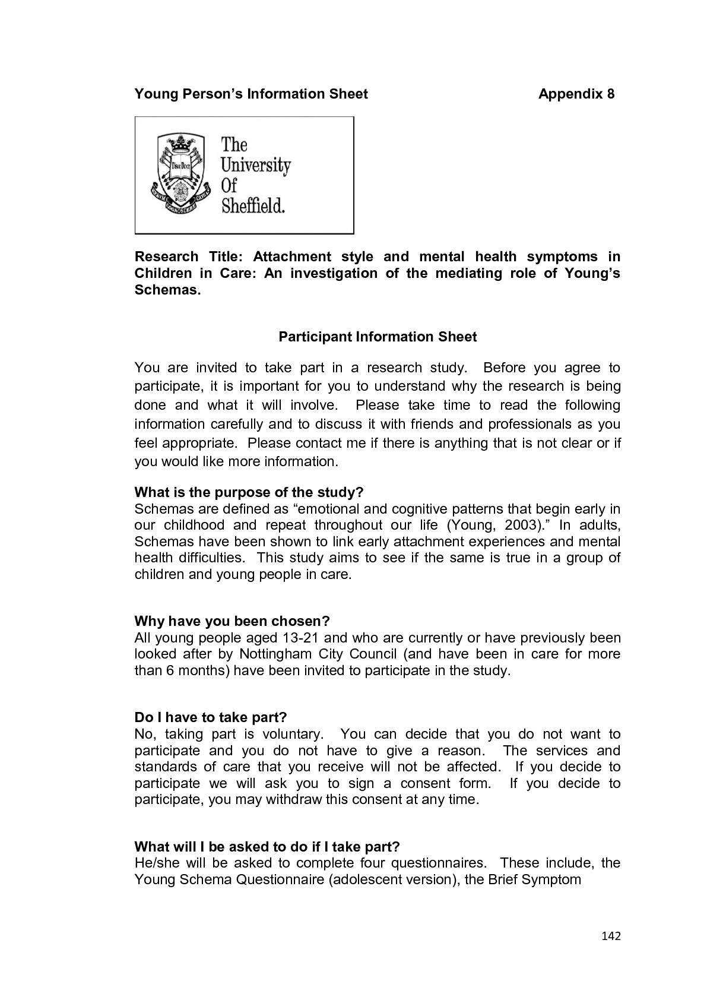 Young Person’s Information Sheet Appendix 8
Disce Doce
RERUM COGNOSCERE CAUSAS
The
University
Of
Sheffield.
Research Title: Attachment style and mental health symptoms in
Children in Care: An investigation of the mediating role of Young’s
Schemas.
Participant Information Sheet
You are invited to take part in a research study. Before you agree to
participate, it is important for you to understand why the research is being
done and what it will involve. Please take time to read the following
information carefully and to discuss it with friends and professionals as you
feel appropriate. Please contact me if there is anything that is not clear or if
you would like more information.
What is the purpose of the study?
Schemas are defined as “emotional and cognitive patterns that begin early in
our childhood and repeat throughout our life (Young, 2003).” In adults,
Schemas have been shown to link early attachment experiences and mental
health difficulties. This study aims to see if the same is true in a group of
children and young people in care.
Why have you been chosen?
All young people aged 13-21 and who are currently or have previously been
looked after by Nottingham City Council (and have been in care for more
than 6 months) have been invited to participate in the study.
Do I have to take part?
No, taking part is voluntary. You can decide that you do not want to
participate and you do not have to give a reason. The services and
standards of care that you receive will not be affected. If you decide to
participate we will ask you to sign a consent form. If you decide to
participate, you may withdraw this consent at any time.
What will I be asked to do if I take part?
He/she will be asked to complete four questionnaires. These include, the
Young Schema Questionnaire (adolescent version), the Brief Symptom
142